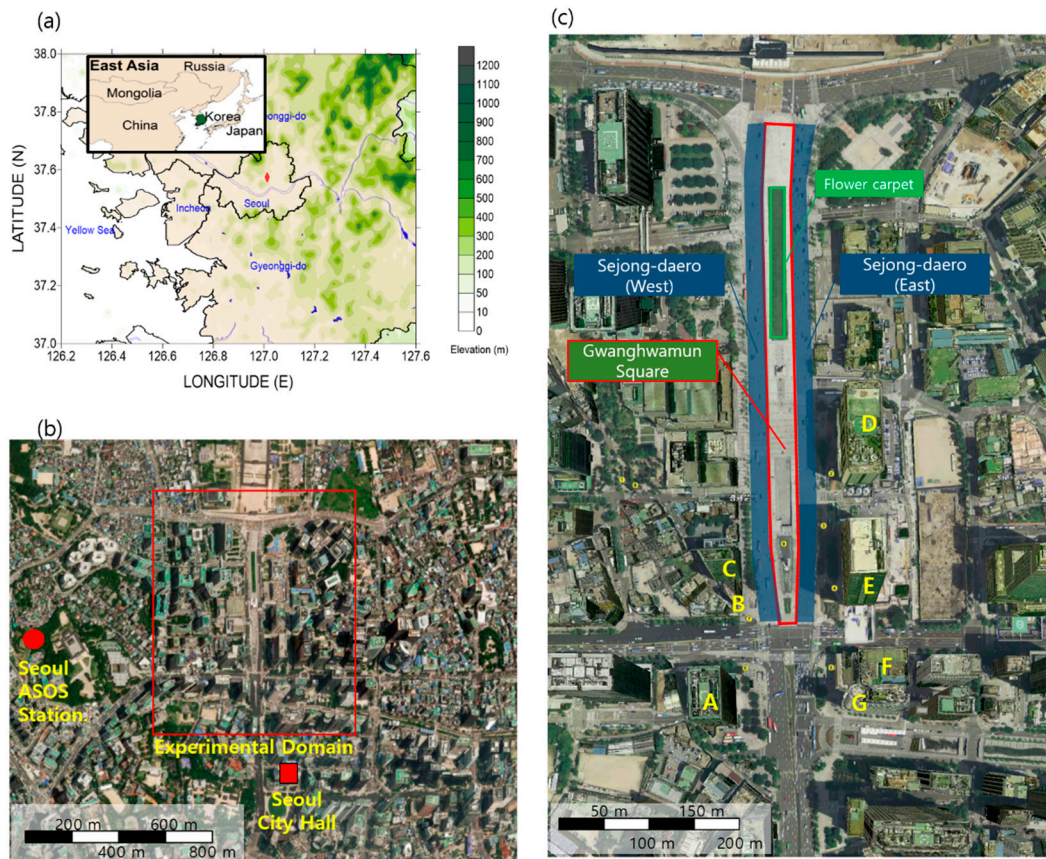 (a)
38.0
37.8
37.6
37.4
37.2
37.0
LATITUDE (N)
126.2
126.4
126.6
126.8
127.0
127.2
127.4
127.6
LONGITUDE (E)
East Asia
Russia
Mongolia
China
Korea
Japan
eonggi-do
Incheon
Seoul
Yellow Sea
Gyeonggi-do
1200
1100
1000
900
800
700
600
500
400
300
200
100
50
10
0
Elevation (m)
(b)
Seoul
ASOS
Station.
Experimental Domain
Seoul
City Hall
200 m
600 m
400 m
800 m
(c)
Flower carpet
Sejong-daero
(West)
Sejong-daero
(East)
Gwanghwamun
Square
D
C
E
B
F
A
G
50 m
150 m
100 m
200 m